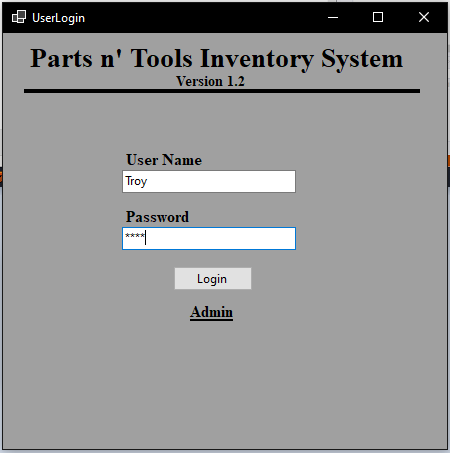 UserLogin
Parts n' Tools Inventory System
Version 1.2
User Name
Troy
Password
****
Login
Admin